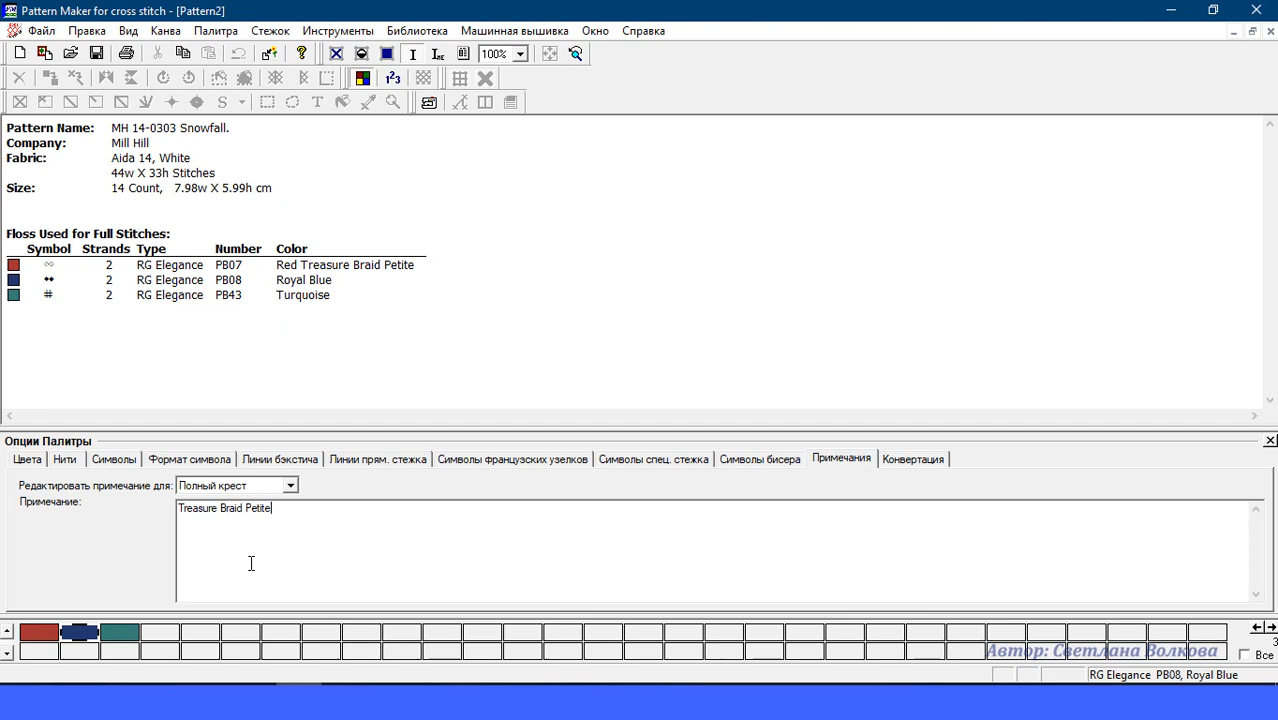 Pattern Maker for cross stitch - [Pattern2]
Файл Правка Вид Канва Палитра Стежок Инструменты Библиотека Машинная вышивка Окно Справка
100%
Pattern Name: MH 14-0303 Snowfall.
Company: Mill Hill
Fabric: Aida 14, White
44w X 33h Stitches
Size: 14 Count, 7.98w X 5.99h cm
Floss Used for Full Stitches:
Symbol Strands Type Number Color
2 RG Elegance PB07 Red Treasure Braid Petite
2 RG Elegance PB08 Royal Blue
# 2 RG Elegance PB43 Turquoise
Опции Палитры
Цвета Нити Символы Формат символа Линии бэкстича Линии прям. стежка Символы французских узелков Символы спец. стежка Символы бисера Примечания Конвертация
Редактировать примечание для: Полный крест
Примечание: Treasure Braid Petite
3
Автор: Светлана Волкова
Все
RG Elegance PB08, Royal Blue